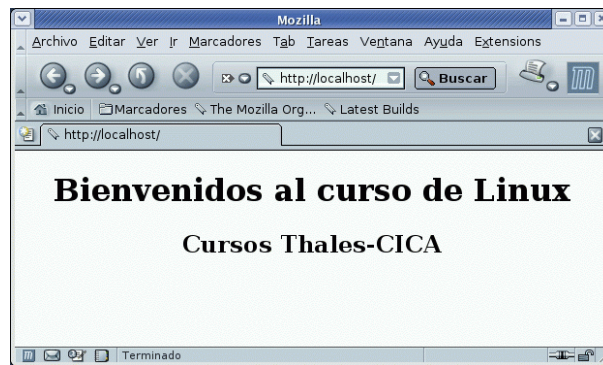 Mozilla
Archivo Editar Ver Ir Marcadores Tab Tareas Ventana Ayuda Extensions
http://localhost/ Buscar
Inicio Marcadores The Mozilla Org... Latest Builds
http://localhost/
Bienvenidos al curso de Linux
Cursos Thales-CICA
Terminado